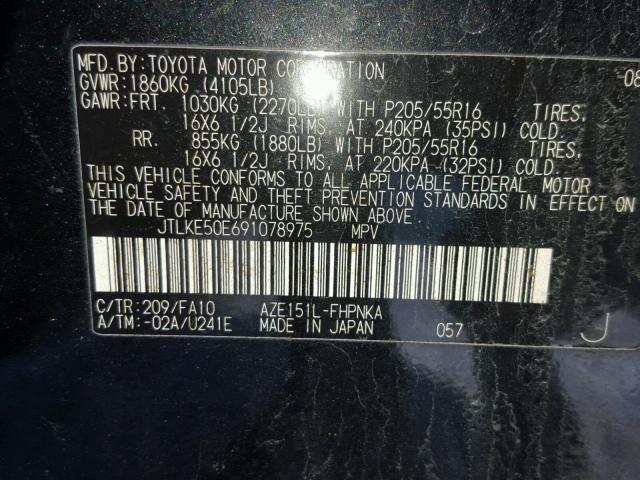 MFD. BY: TOYOTA MOTOR CORPORATION 08
GVWR: 1860KG (4105LB)
GAWR: FRT. 1030KG (2270LB) WITH P205/55R16 TIRES,
16X6 1/2J RIMS, AT 240KPA (35PSI) COLD.
RR. 855KG (1880LB) WITH P205/55R16 TIRES,
16X6 1/2J RIMS, AT 220KPA (32PSI) COLD.
THIS VEHICLE CONFORMS TO ALL APPLICABLE FEDERAL MOTOR
VEHICLE SAFETY AND THEFT PREVENTION STANDARDS IN EFFECT ON
THE DATE OF MANUFACTURE SHOWN ABOVE.
JTLKE50E691078975 MPV
C/TR: 209/FA10 AZE151L-FHPNKA
A/TM: -02A/U241E MADE IN JAPAN 057 J